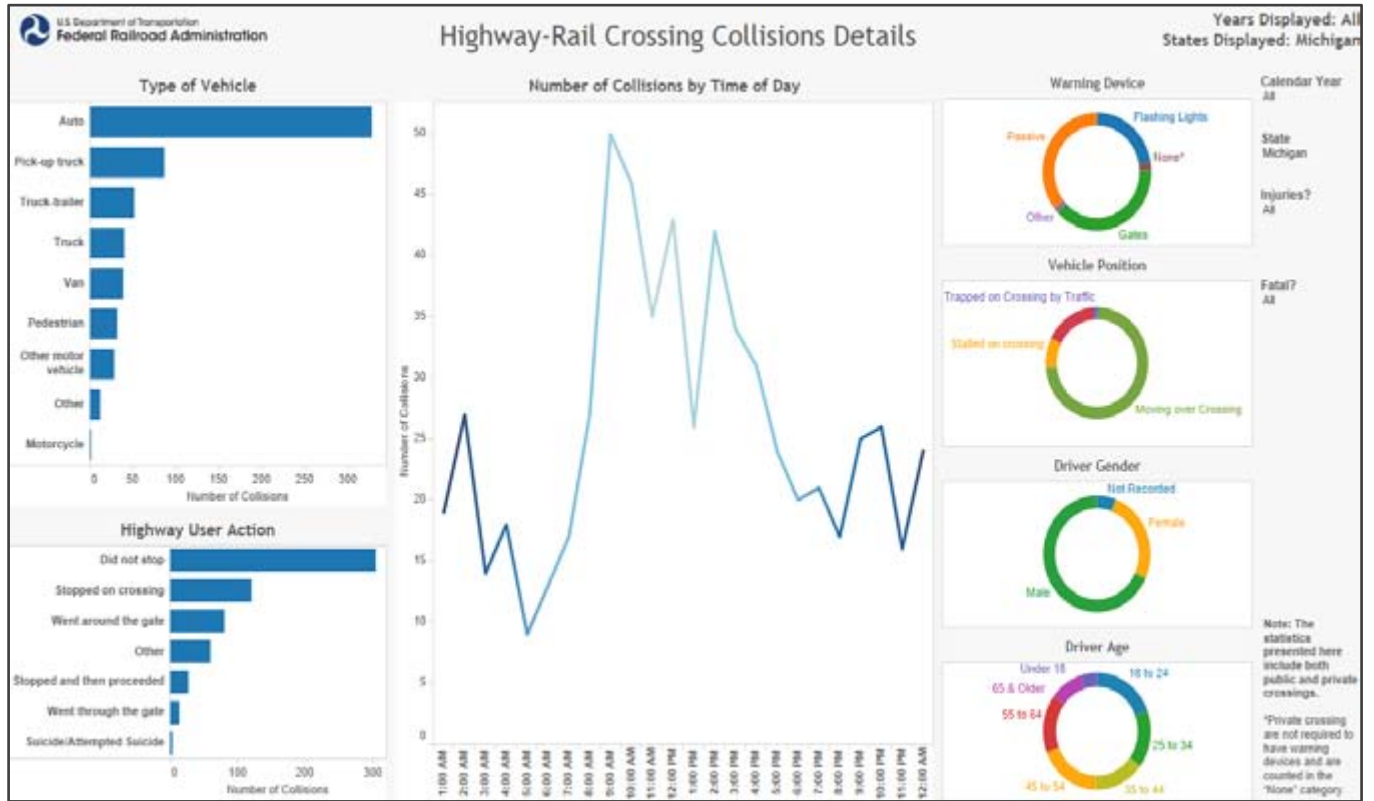 U.S. Department of Transportation
Federal Railroad Administration
Highway-Rail Crossing Collisions Details
Years Displayed: All
States Displayed: Michigan
Type of Vehicle
Auto
Pick-up truck
Truck-trailer
Truck
Van
Pedestrian
Other motor
vehicle
Other
Motorcycle
0 50 100 150 200 250 300
Number of Collisions
Highway User Action
Did not stop
Stopped on crossing
Went around the gate
Other
Stopped and then proceeded
Went through the gate
Suicide/Attempted Suicide
0 100 200 300
Number of Collisions
Number of Collisions by Time of Day
50
45
40
35
30
25
20
15
10
5
0
Number of Collisions
1:00 AM
2:00 AM
3:00 AM
4:00 AM
5:00 AM
6:00 AM
7:00 AM
8:00 AM
9:00 AM
10:00 AM
11:00 AM
12:00 PM
1:00 PM
2:00 PM
3:00 PM
4:00 PM
5:00 PM
6:00 PM
7:00 PM
8:00 PM
9:00 PM
10:00 PM
11:00 PM
12:00 AM
Warning Device
Flashing Lights
Passive
None*
Other
Gates
Vehicle Position
Trapped on Crossing by Traffic
Stalled on crossing
Moving over Crossing
Driver Gender
Not Recorded
Female
Male
Driver Age
Under 16
16 to 24
65 & Older
55 to 64
25 to 34
45 to 54
35 to 44
Calendar Year
All
State
Michigan
Injuries?
All
Fatal?
All
Note: The
statistics
presented here
include both
public and private
crossings.
*Private crossing
are not required to
have warning
devices and are
counted in the
"None" category